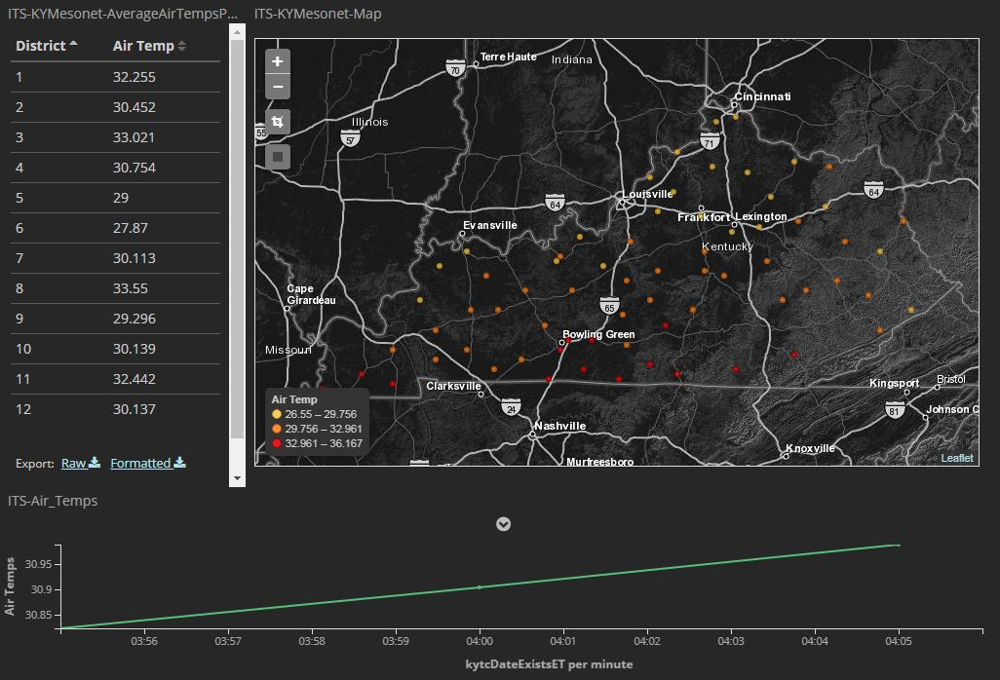 ITS-KYMesonet-AverageAirTempsP...
District Air Temp
1 32.255
2 30.452
3 33.021
4 30.754
5 29
6 27.87
7 30.113
8 33.55
9 29.296
10 30.139
11 32.442
12 30.137
Export: Raw Formatted
ITS-KYMesonet-Map
+
−
Terre Haute
Indiana
70
Cincinnati
Illinois
55
57
71
Louisville
64
64
Frankfort
Lexington
Evansville
Kentucky
Cape
Girardeau
65
Bowling Green
Missouri
Clarksville
Kingsport
Bristol
24
81
Johnson C
Nashville
Knoxville
Murfreesboro
Air Temp
26.55 – 29.756
29.756 – 32.961
32.961 – 36.167
Leaflet
ITS-Air_Temps
Air Temps
30.95
30.9
30.85
03:56 03:57 03:58 03:59 04:00 04:01 04:02 04:03 04:04 04:05
kytcDateExistsET per minute